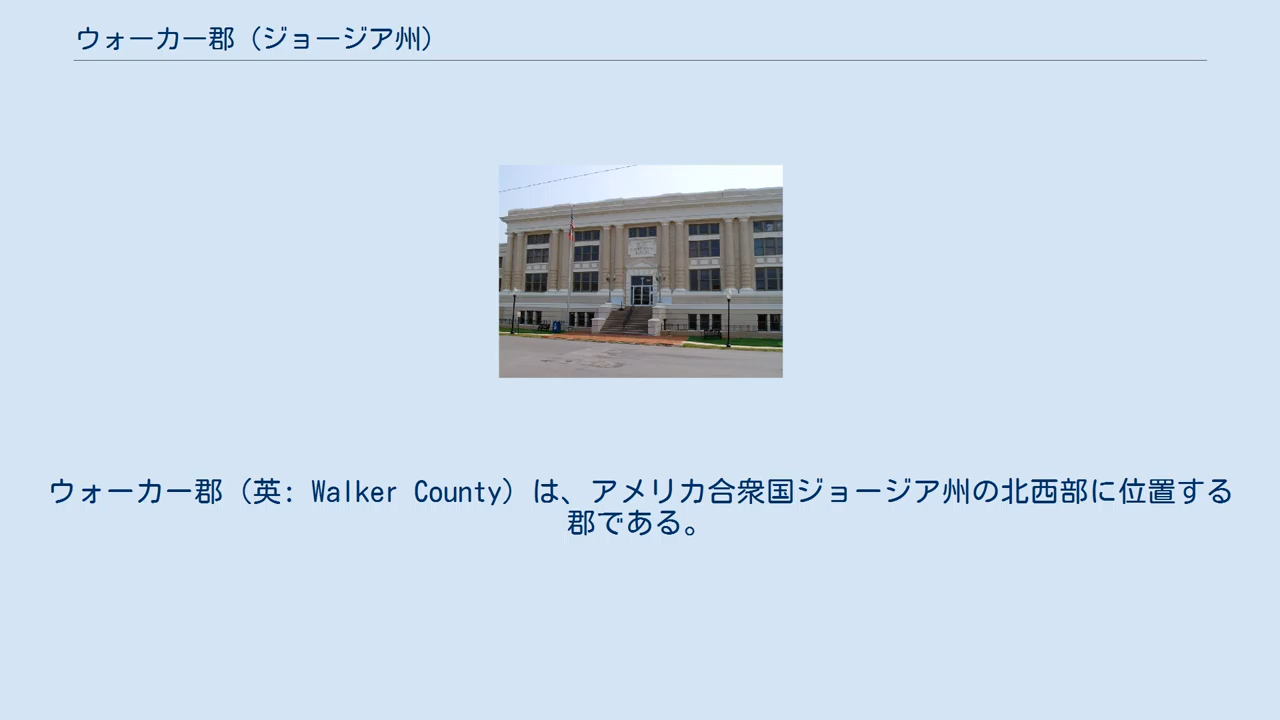 ウォーカー郡（ジョージア州）
ウォーカー郡（英: Walker County）は、アメリカ合衆国ジョージア州の北西部に位置する
郡である。